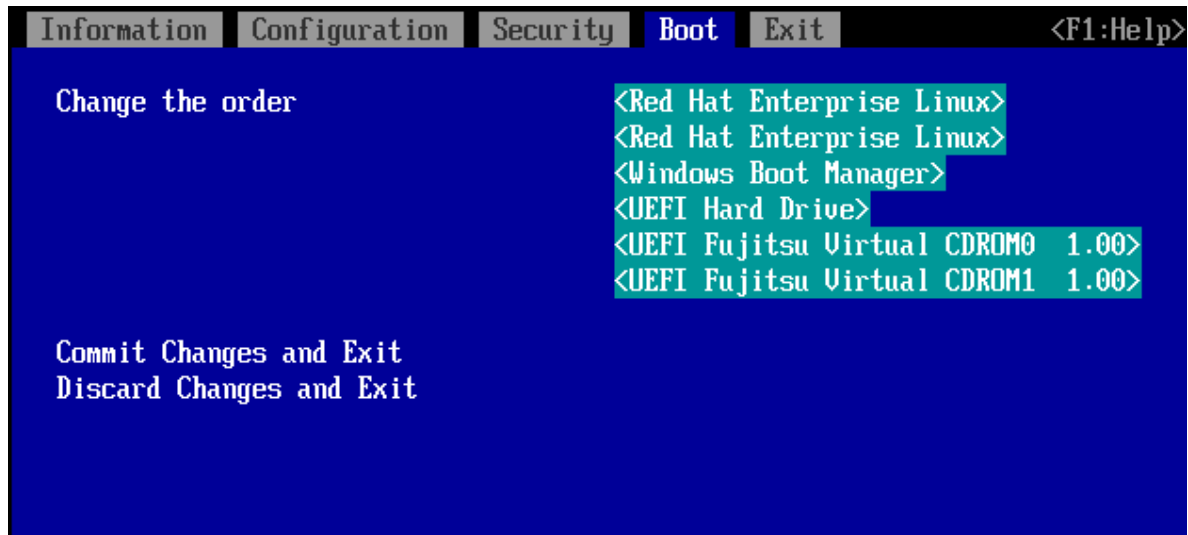 Information Configuration Security Boot Exit <F1:Help>
Change the order <Red Hat Enterprise Linux>
<Red Hat Enterprise Linux>
<Windows Boot Manager>
<UEFI Hard Drive>
<UEFI Fujitsu Virtual CDROM0 1.00>
<UEFI Fujitsu Virtual CDROM1 1.00>
Commit Changes and Exit
Discard Changes and Exit